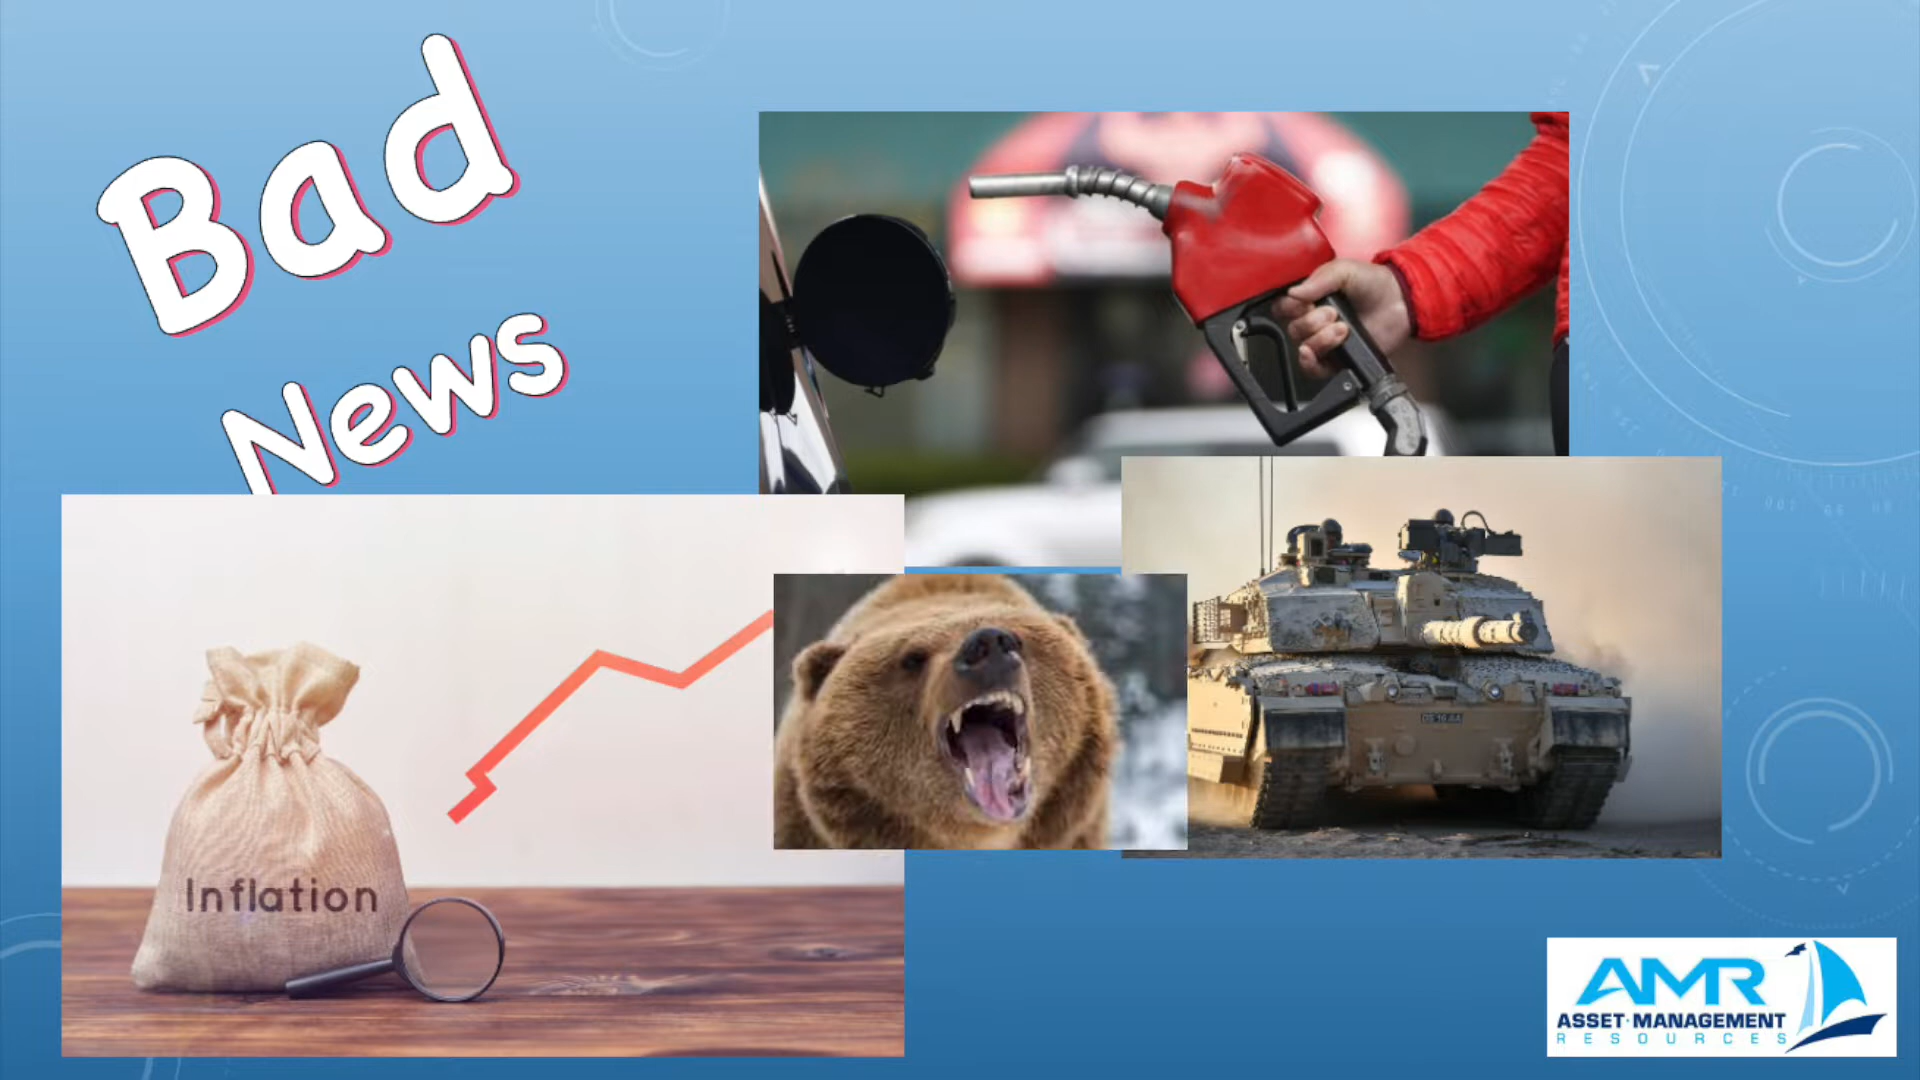 Bad
News
Inflation
AMR
ASSET·MANAGEMENT
RESOURCES